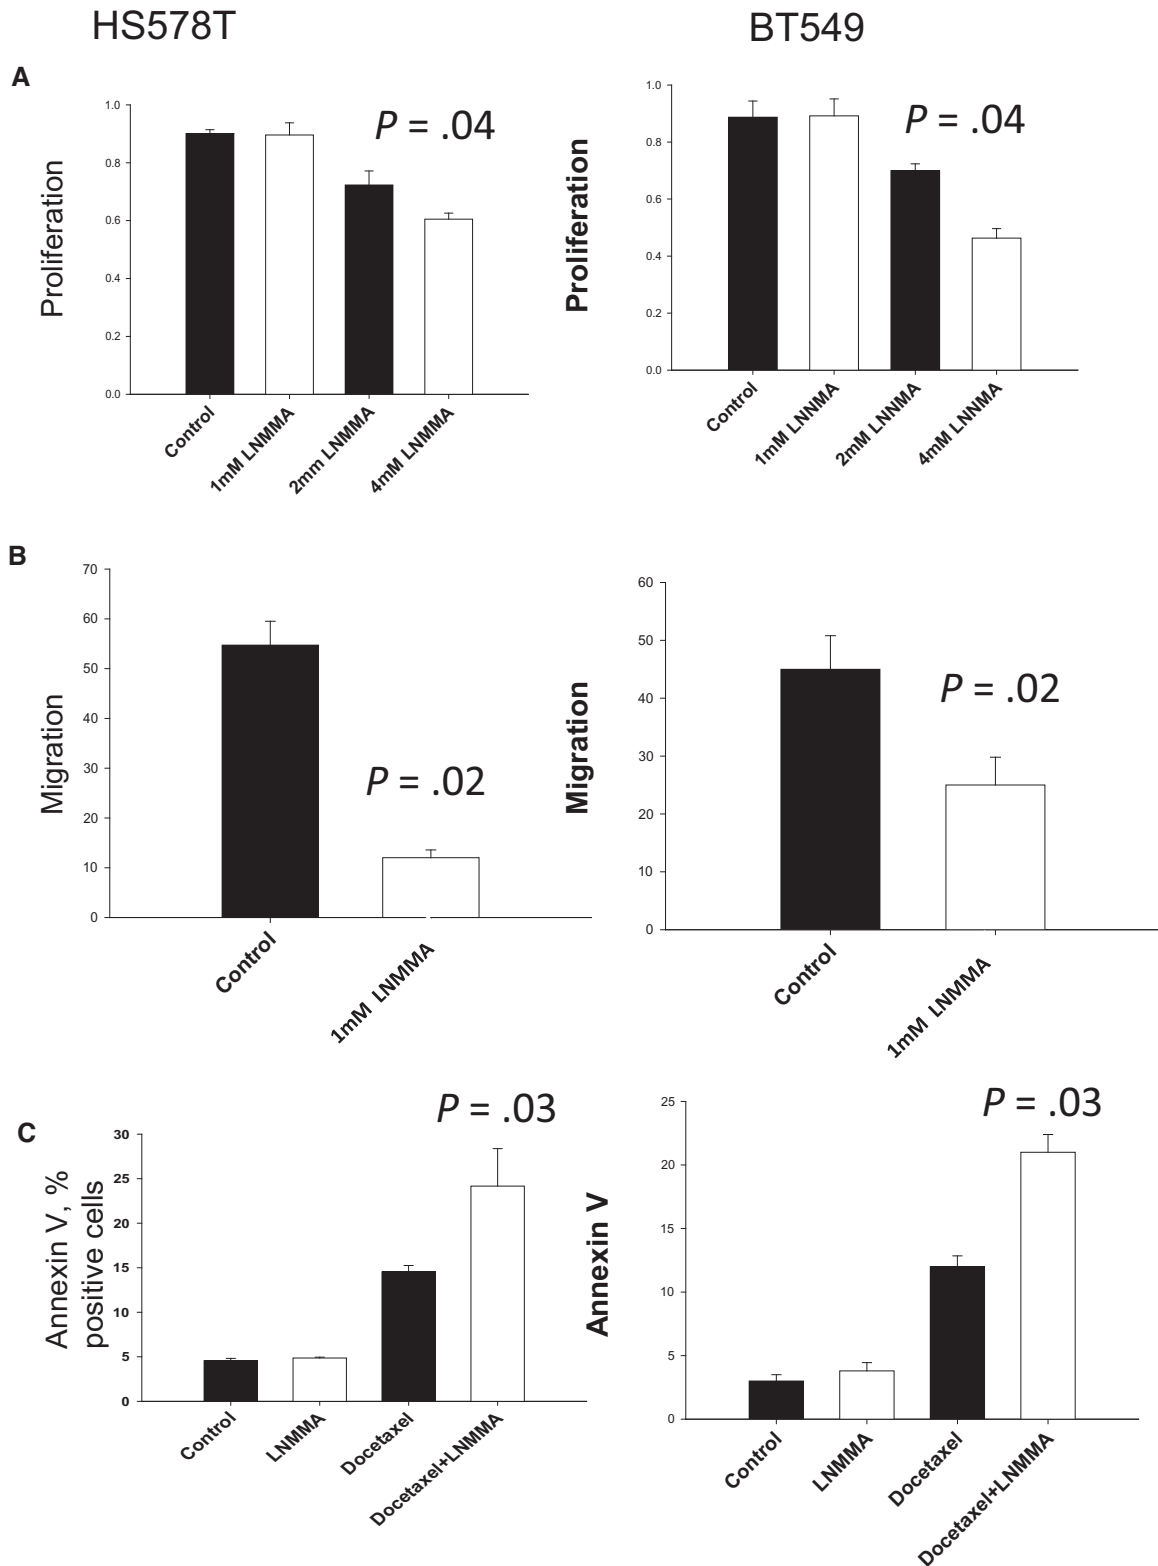 HS578T
BT549
A
Proliferation
1.0
0.8
0.6
0.4
0.2
0.0
P = .04
Control
1mM LNMMA
2mm LNMMA
4mM LNMMA
Proliferation
1.0
0.8
0.6
0.4
0.2
0.0
P = .04
Control
1mM LNNMA
2mM LNNMA
4mM LNNMA
B
Migration
70
60
50
40
30
20
10
0
P = .02
Control
1mM LNMMA
Migration
60
50
40
30
20
10
0
P = .02
Control
1mM LNMMA
C
Annexin V, %
positive cells
30
25
20
15
10
5
0
P = .03
Control
LNMMA
Docetaxel
Docetaxel+LNMMA
Annexin V
25
20
15
10
5
0
P = .03
Control
LNMMA
Docetaxel
Docetaxel+LNMMA